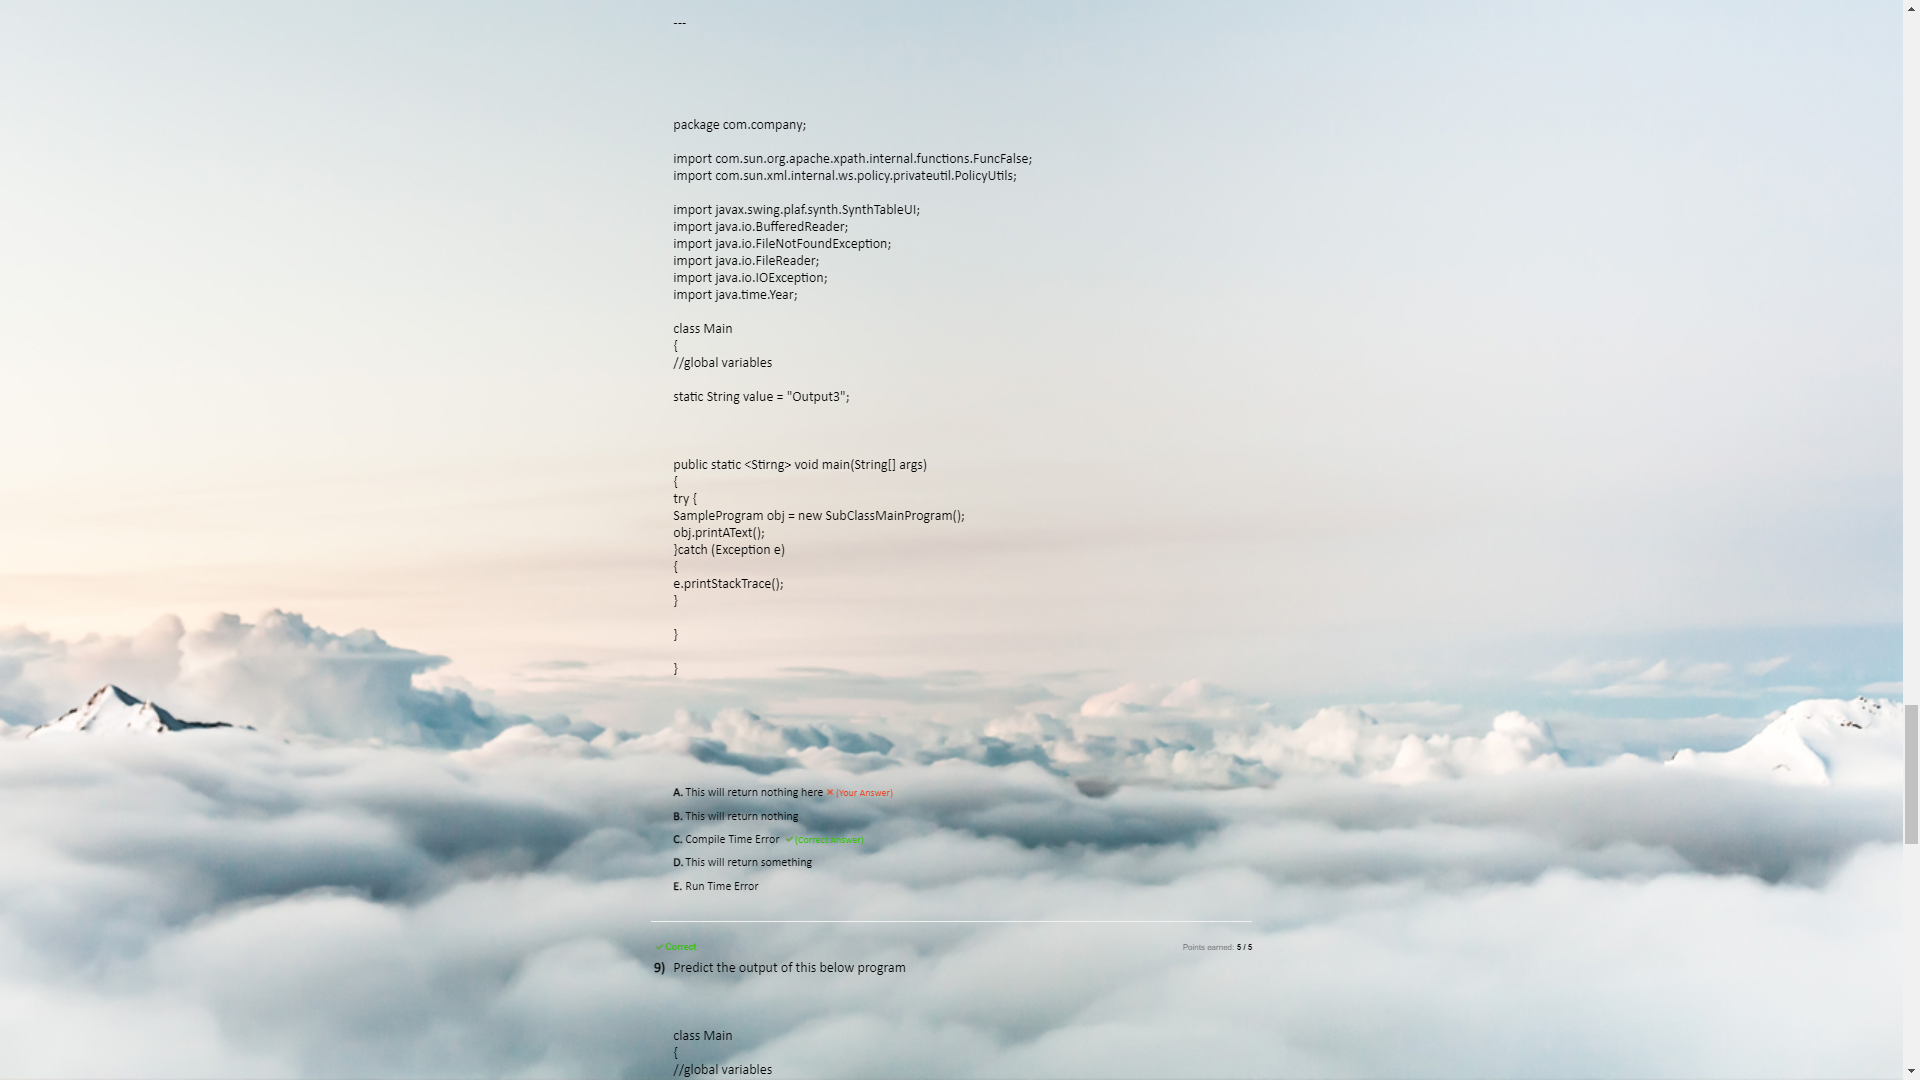 ---
package com.company;
import com.sun.org.apache.xpath.internal.functions.FuncFalse;
import com.sun.xml.internal.ws.policy.privateutil.PolicyUtils;
import javax.swing.plaf.synth.SynthTableUI;
import java.io.BufferedReader;
import java.io.FileNotFoundException;
import java.io.FileReader;
import java.io.IOException;
import java.time.Year;
class Main
{
//global variables
static String value = "Output3";
public static <Stirng> void main(String[] args)
{
try {
SampleProgram obj = new SubClassMainProgram();
obj.printAText();
}catch (Exception e)
{
e.printStackTrace();
}
}
}
A. This will return nothing here ✕ (Your Answer)
B. This will return nothing
C. Compile Time Error ✓ (Correct Answer)
D. This will return something
E. Run Time Error
✓ Correct Points earned: 5 / 5
9) Predict the output of this below program
class Main
{
//global variables